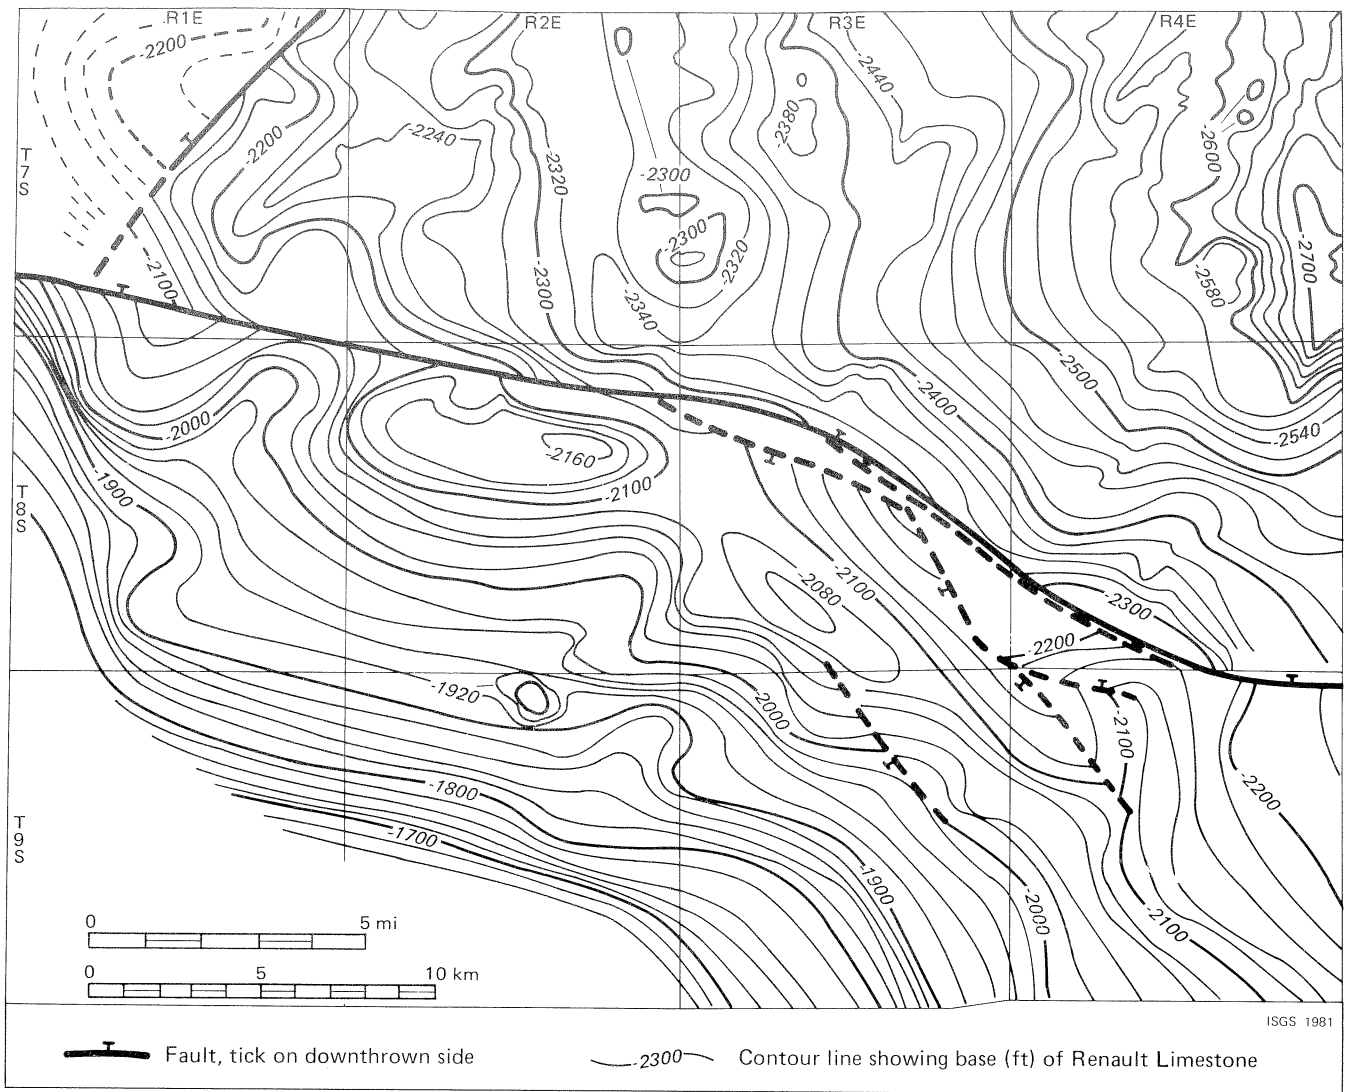 R1E
R2E
R3E
R4E
-2200
-2440
-2200
-2240
-2380
-2600
-2320
T
7
S
-2300
-2300
-2320
-2700
-2100
-2300
-2340
-2580
-2500
-2400
-2000
-2540
-2160
-1900
-2100
T
8
S
-2100
-2080
-2300
-2200
-1920
-2000
-2100
-1800
-2200
T
9
S
-1700
-1900
-2000
-2100
0 5 mi
0 5 10 km
ISGS 1981
Fault, tick on downthrown side
-2300
Contour line showing base (ft) of Renault Limestone